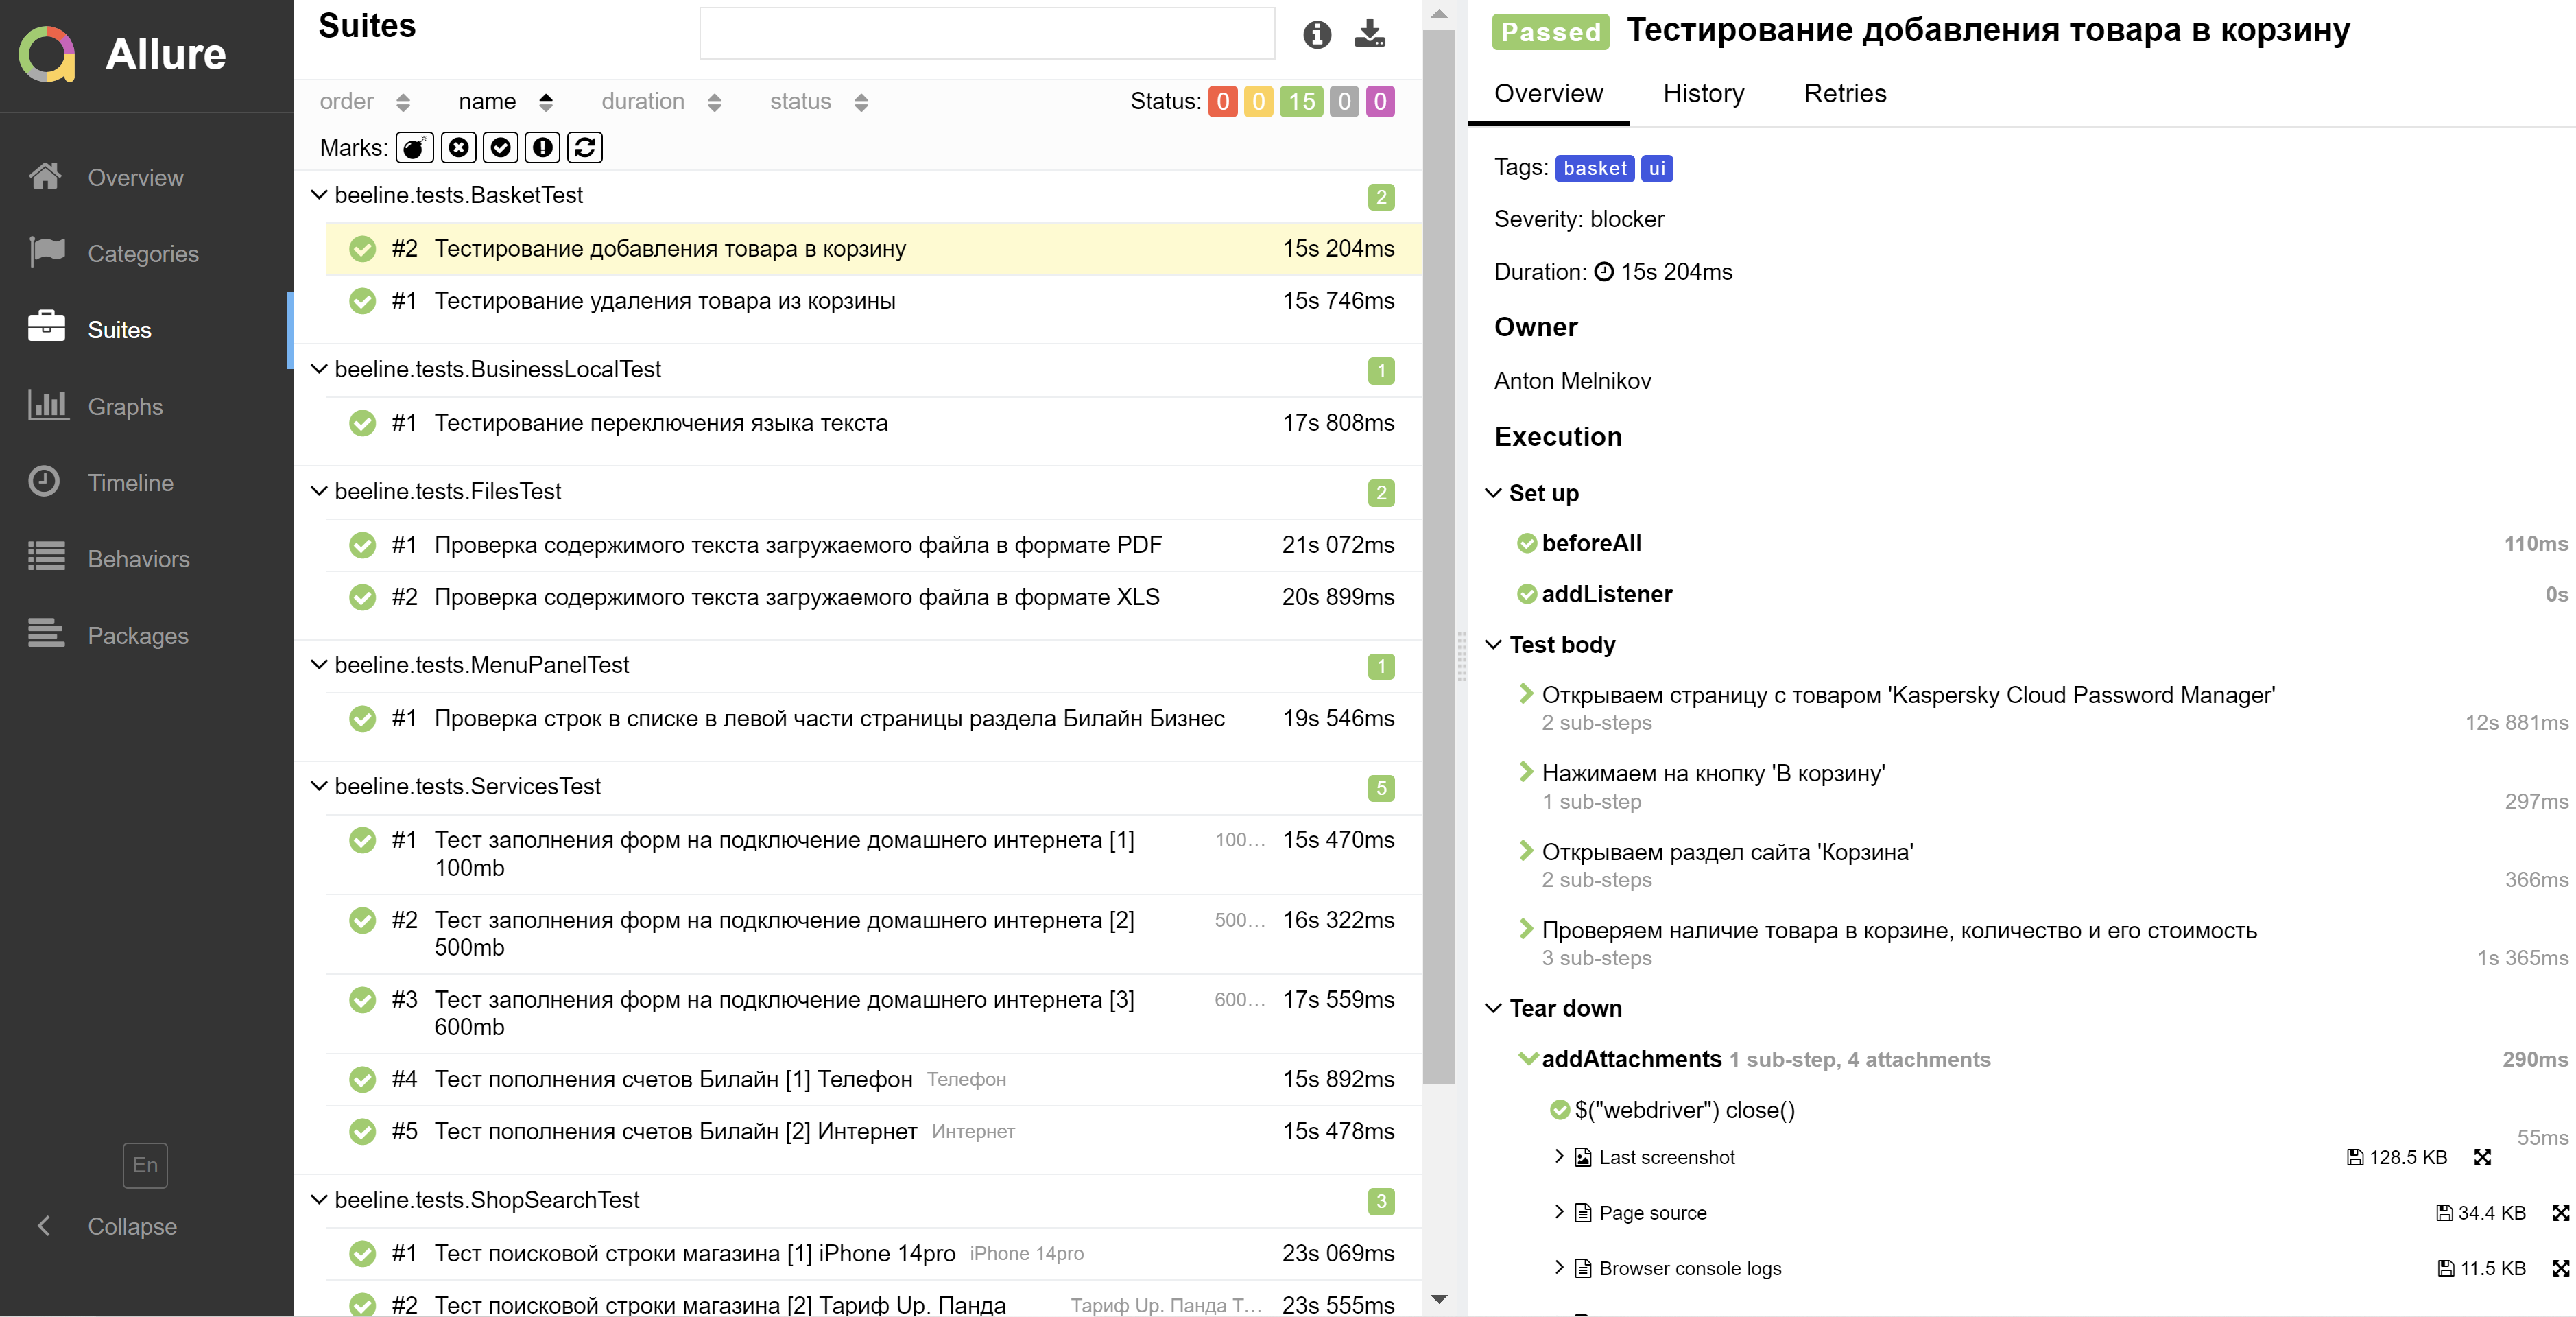 Allure
Overview
Categories
Suites
Graphs
Timeline
Behaviors
Packages
En
Collapse
Suites
order name duration status Status: 0 0 15 0 0
Marks:
beeline.tests.BasketTest 2
#2 Тестирование добавления товара в корзину 15s 204ms
#1 Тестирование удаления товара из корзины 15s 746ms
beeline.tests.BusinessLocalTest 1
#1 Тестирование переключения языка текста 17s 808ms
beeline.tests.FilesTest 2
#1 Проверка содержимого текста загружаемого файла в формате PDF 21s 072ms
#2 Проверка содержимого текста загружаемого файла в формате XLS 20s 899ms
beeline.tests.MenuPanelTest 1
#1 Проверка строк в списке в левой части страницы раздела Билайн Бизнес 19s 546ms
beeline.tests.ServicesTest 5
#1 Тест заполнения форм на подключение домашнего интернета [1] 100... 15s 470ms
100mb
#2 Тест заполнения форм на подключение домашнего интернета [2] 500... 16s 322ms
500mb
#3 Тест заполнения форм на подключение домашнего интернета [3] 600... 17s 559ms
600mb
#4 Тест пополнения счетов Билайн [1] Телефон Телефон 15s 892ms
#5 Тест пополнения счетов Билайн [2] Интернет Интернет 15s 478ms
beeline.tests.ShopSearchTest 3
#1 Тест поисковой строки магазина [1] iPhone 14pro iPhone 14pro 23s 069ms
#2 Тест поисковой строки магазина [2] Тариф Up. Панда Тариф Up. Панда Т... 23s 555ms
Passed Тестирование добавления товара в корзину
Overview History Retries
Tags: basket ui
Severity: blocker
Duration: 15s 204ms
Owner
Anton Melnikov
Execution
Set up
beforeAll 110ms
addListener 0s
Test body
Открываем страницу с товаром 'Kaspersky Cloud Password Manager'
2 sub-steps 12s 881ms
Нажимаем на кнопку 'В корзину'
1 sub-step 297ms
Открываем раздел сайта 'Корзина'
2 sub-steps 366ms
Проверяем наличие товара в корзине, количество и его стоимость
3 sub-steps 1s 365ms
Tear down
addAttachments 1 sub-step, 4 attachments 290ms
$("webdriver") close()
55ms
Last screenshot 128.5 KB
Page source 34.4 KB
Browser console logs 11.5 KB